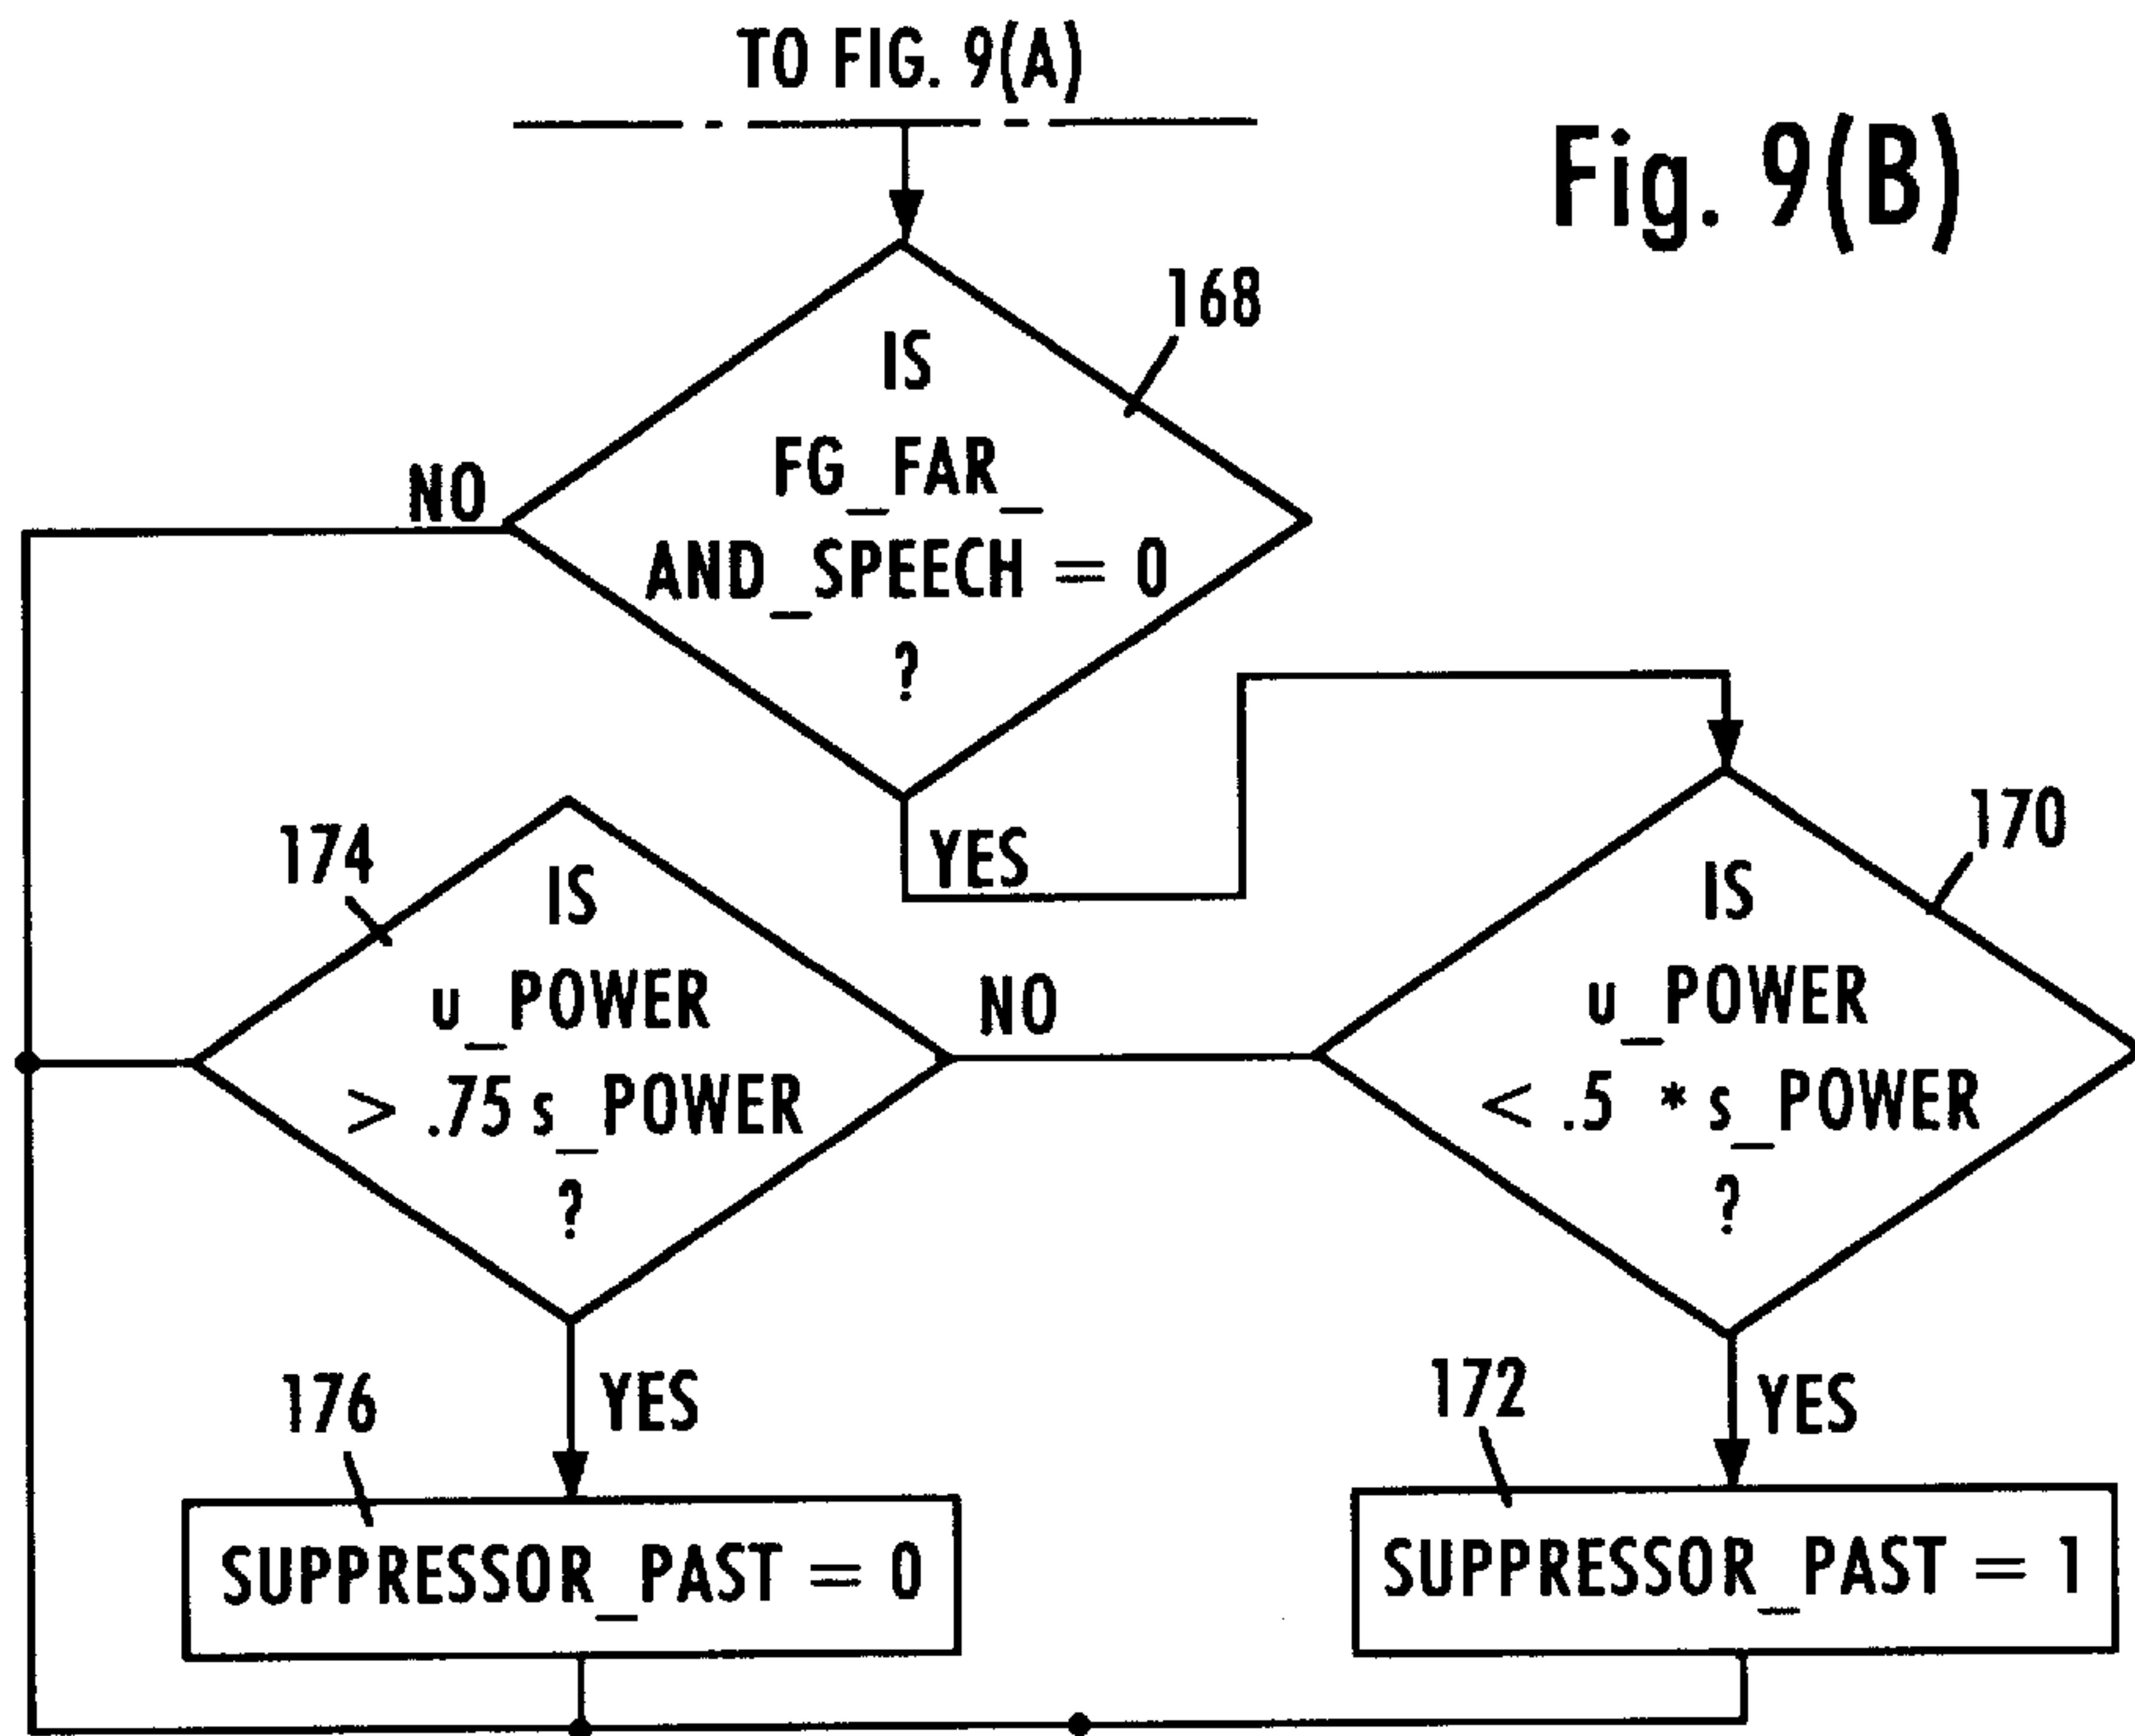 TO FIG. 9(A)
Fig. 9(B)
168
IS
FG_FAR_
AND_SPEECH = 0
?
NO
YES
174
IS
u_POWER
> .75 s_POWER
?
NO
170
IS
u_POWER
< .5 * s_POWER
?
176
YES
172
YES
SUPPRESSOR_PAST = 0
SUPPRESSOR_PAST = 1